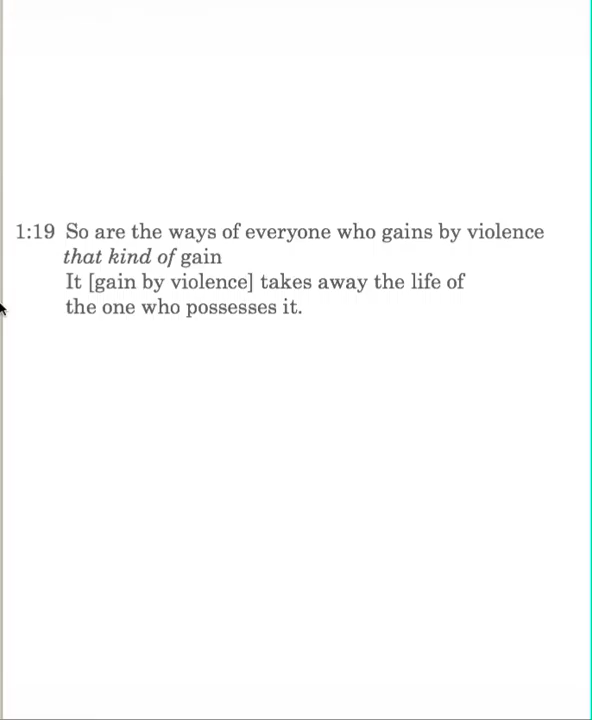 1:19 So are the ways of everyone who gains by violence
that kind of gain
It [gain by violence] takes away the life of
the one who possesses it.